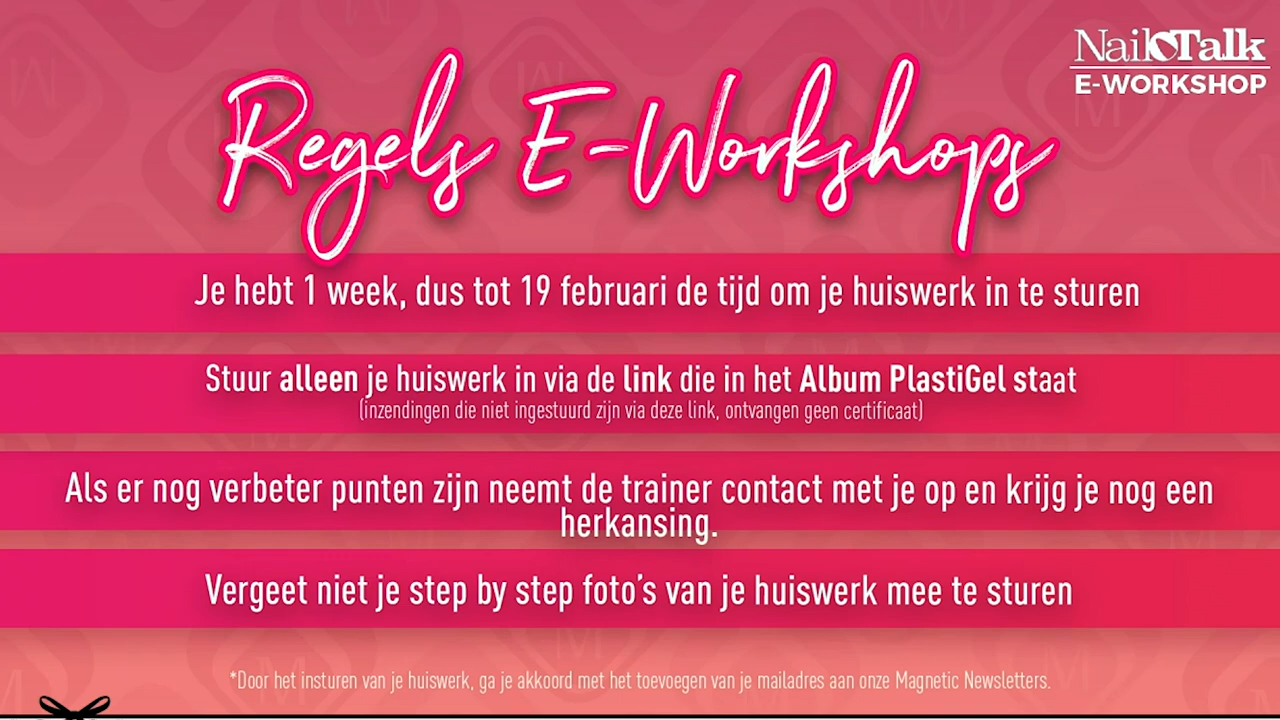 Nail Talk
E-WORKSHOP
Regels E-Workshops
Je hebt 1 week, dus tot 19 februari de tijd om je huiswerk in te sturen
Stuur alleen je huiswerk in via de link die in het Album PlastiGel staat
(inzendingen die niet ingestuurd zijn via deze link, ontvangen geen certificaat)
Als er nog verbeter punten zijn neemt de trainer contact met je op en krijg je nog een
herkansing.
Vergeet niet je step by step foto's van je huiswerk mee te sturen
*Door het insturen van je huiswerk, ga je akkoord met het toevoegen van je mailadres aan onze Magnetic Newsletters.